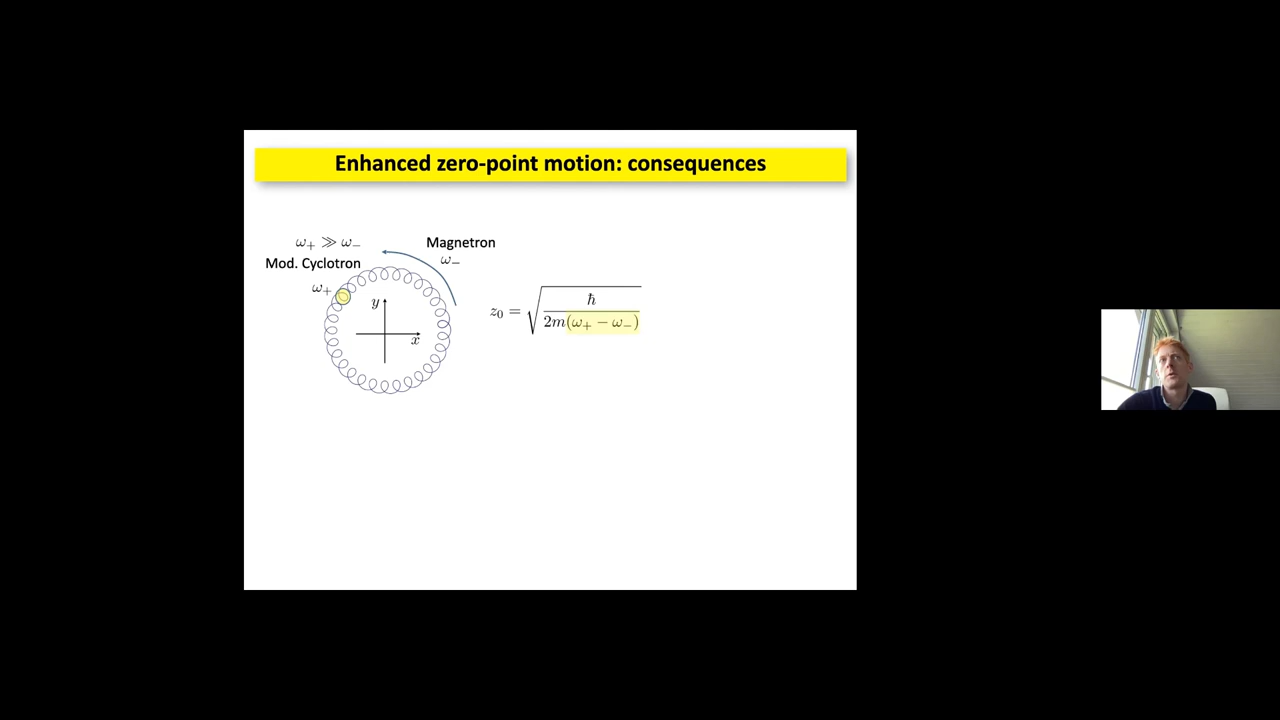 Enhanced zero-point motion: consequences
ω₊ ≫ ω₋
Mod. Cyclotron
ω₊
Magnetron
ω₋
y
x
z₀ = √(ħ / 2m(ω₊ − ω₋))